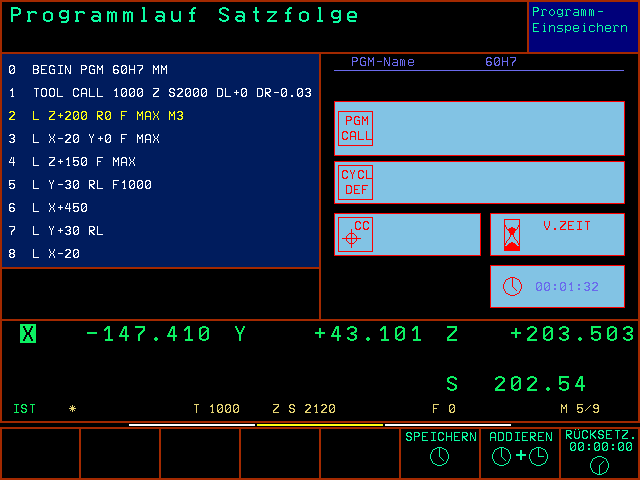 Programmlauf Satzfolge
Programm-
Einspeichern
0 BEGIN PGM 60H7 MM
1 TOOL CALL 1000 Z S2000 DL+0 DR-0.03
2 L Z+200 R0 F MAX M3
3 L X-20 Y+0 F MAX
4 L Z+150 F MAX
5 L Y-30 RL F1000
6 L X+450
7 L Y+30 RL
8 L X-20
PGM-Name 60H7
PGM
CALL
CYCL
DEF
CC
V.ZEIT
00:01:32
X -147.410 Y +43.101 Z +203.503
S 202.54
IST * T 1000 Z S 2120 F 0 M 5/9
SPEICHERN
ADDIEREN
+
RÜCKSETZ.
00:00:00